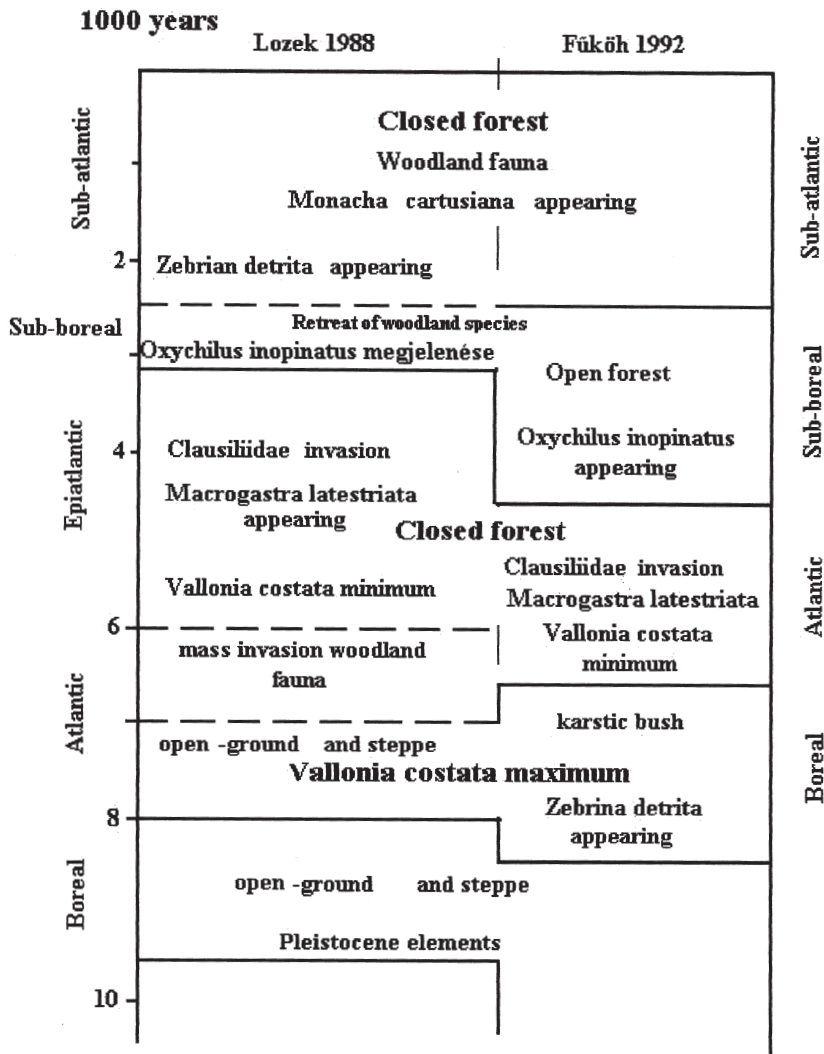 1000 years
Lozek 1988
Fűköh 1992
Sub-atlantic
Closed forest
Woodland fauna
Monacha cartusiana appearing
Sub-atlantic
2
Zebrian detrita appearing
Sub-boreal
Retreat of woodland species
Oxychilus inopinatus megjelenése
Open forest
Sub-boreal
4
Epiatlantic
Clausiliidae invasion
Oxychilus inopinatus
appearing
Macrogastra latestriata
appearing
Closed forest
Vallonia costata minimum
Clausiliidae invasion
Macrogastra latestriata
Atlantic
6
Vallonia costata
minimum
mass invasion woodland
fauna
Atlantic
karstic bush
open -ground and steppe
Vallonia costata maximum
Boreal
8
Zebrina detrita
appearing
Boreal
open -ground and steppe
Pleistocene elements
10